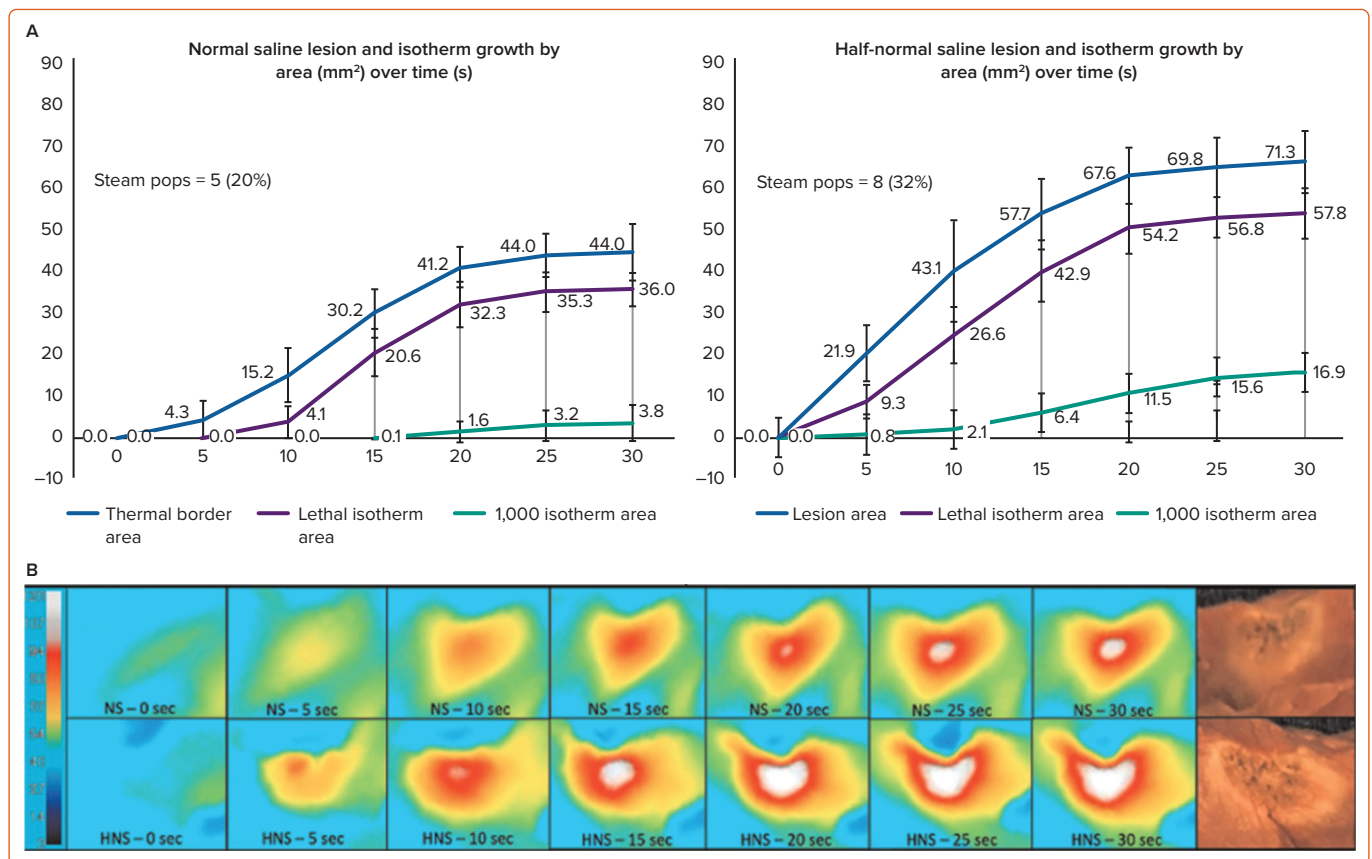 A
Normal saline lesion and isotherm growth by
area (mm²) over time (s)
90
80
70
60
50
40
30
20
10
0
–10
Steam pops = 5 (20%)
0.0
0.0
4.3
15.2
30.2
41.2
44.0
44.0
0.0
4.1
20.6
32.3
35.3
36.0
0.0
0.1
1.6
3.2
3.8
0 5 10 15 20 25 30
Thermal border
area
Lethal isotherm
area
1,000 isotherm area
Half-normal saline lesion and isotherm growth by
area (mm²) over time (s)
90
80
70
60
50
40
30
20
10
0
–10
Steam pops = 8 (32%)
0.0
0.0
21.9
43.1
57.7
67.6
69.8
71.3
9.3
26.6
42.9
54.2
56.8
57.8
0.8
2.1
6.4
11.5
15.6
16.9
0 5 10 15 20 25 30
Lesion area
Lethal isotherm area
1,000 isotherm area
B
NS – 0 sec
NS – 5 sec
NS – 10 sec
NS – 15 sec
NS – 20 sec
NS – 25 sec
NS – 30 sec
HNS – 0 sec
HNS – 5 sec
HNS – 10 sec
HNS – 15 sec
HNS – 20 sec
HNS – 25 sec
HNS – 30 sec